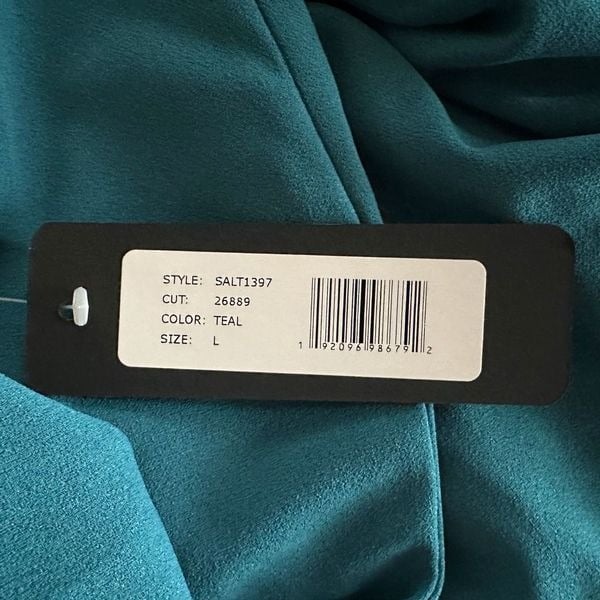 STYLE: SALT1397
CUT: 26889
COLOR: TEAL
SIZE: L
1 92096 98679 2